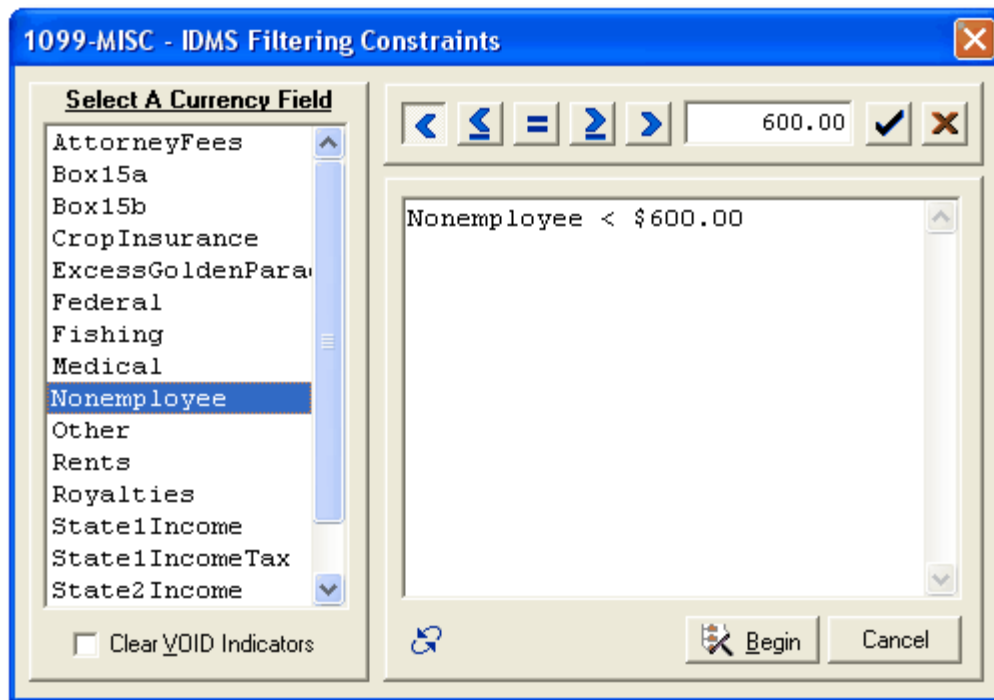 1099-MISC - IDMS Filtering Constraints
Select A Currency Field
AttorneyFees
Box15a
Box15b
CropInsurance
ExcessGoldenPara
Federal
Fishing
Medical
Nonemployee
Other
Rents
Royalties
State1Income
State1IncomeTax
State2Income
Clear VOID Indicators
< ≤ = ≥ > 600.00
Nonemployee < $600.00
Begin Cancel